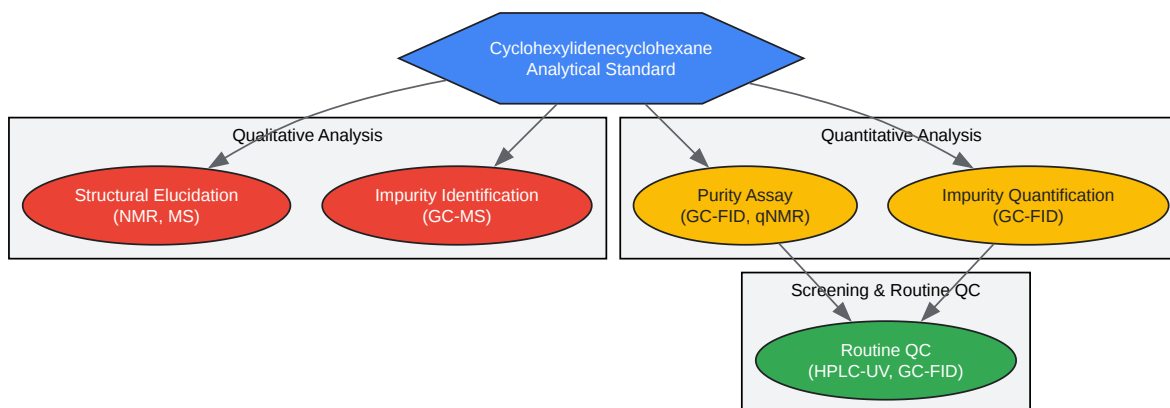 Cyclohexylidenecyclohexane
Analytical Standard
Qualitative Analysis
Quantitative Analysis
Structural Elucidation
(NMR, MS)
Impurity Identification
(GC-MS)
Purity Assay
(GC-FID, qNMR)
Impurity Quantification
(GC-FID)
Screening & Routine QC
Routine QC
(HPLC-UV, GC-FID)